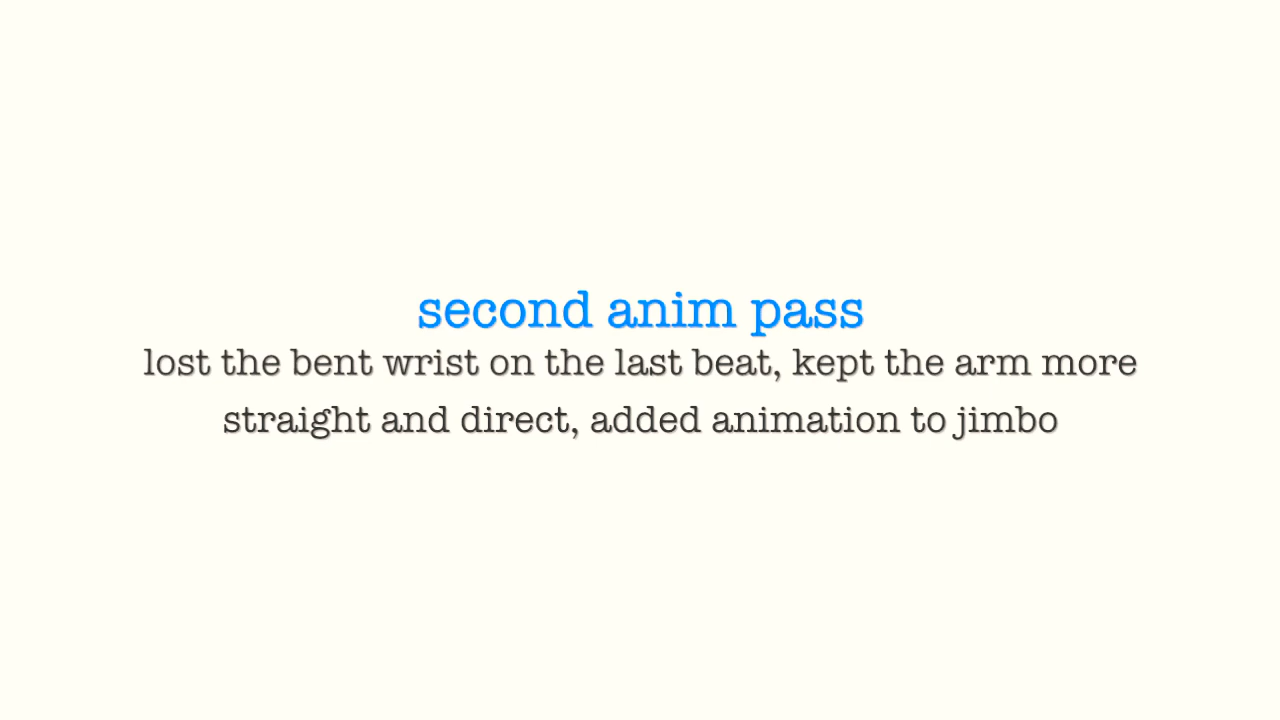 second anim pass
lost the bent wrist on the last beat, kept the arm more
straight and direct, added animation to jimbo